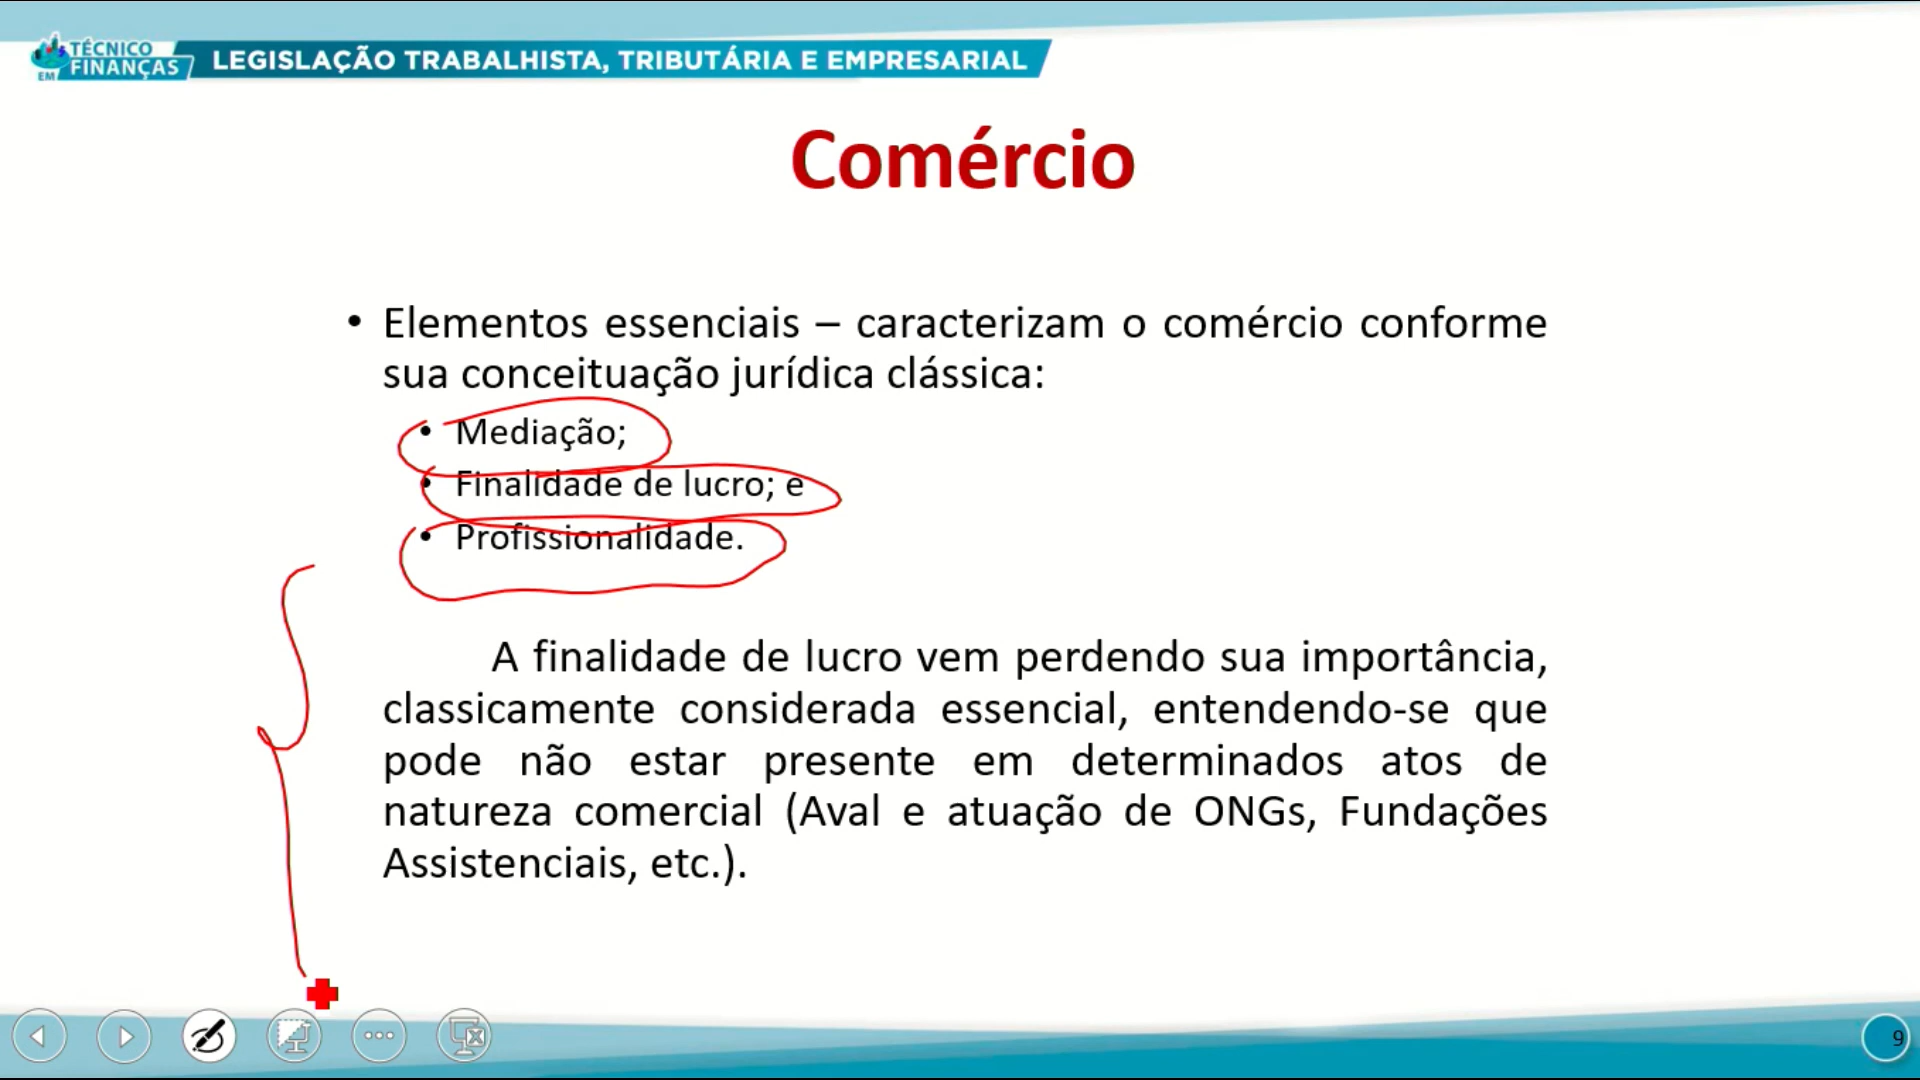 TÉCNICO
EM FINANÇAS
LEGISLAÇÃO TRABALHISTA, TRIBUTÁRIA E EMPRESARIAL
Comércio
• Elementos essenciais – caracterizam o comércio conforme
sua conceituação jurídica clássica:
• Mediação;
• Finalidade de lucro; e
• Profissionalidade.
A finalidade de lucro vem perdendo sua importância,
classicamente considerada essencial, entendendo-se que
pode não estar presente em determinados atos de
natureza comercial (Aval e atuação de ONGs, Fundações
Assistenciais, etc.).
9